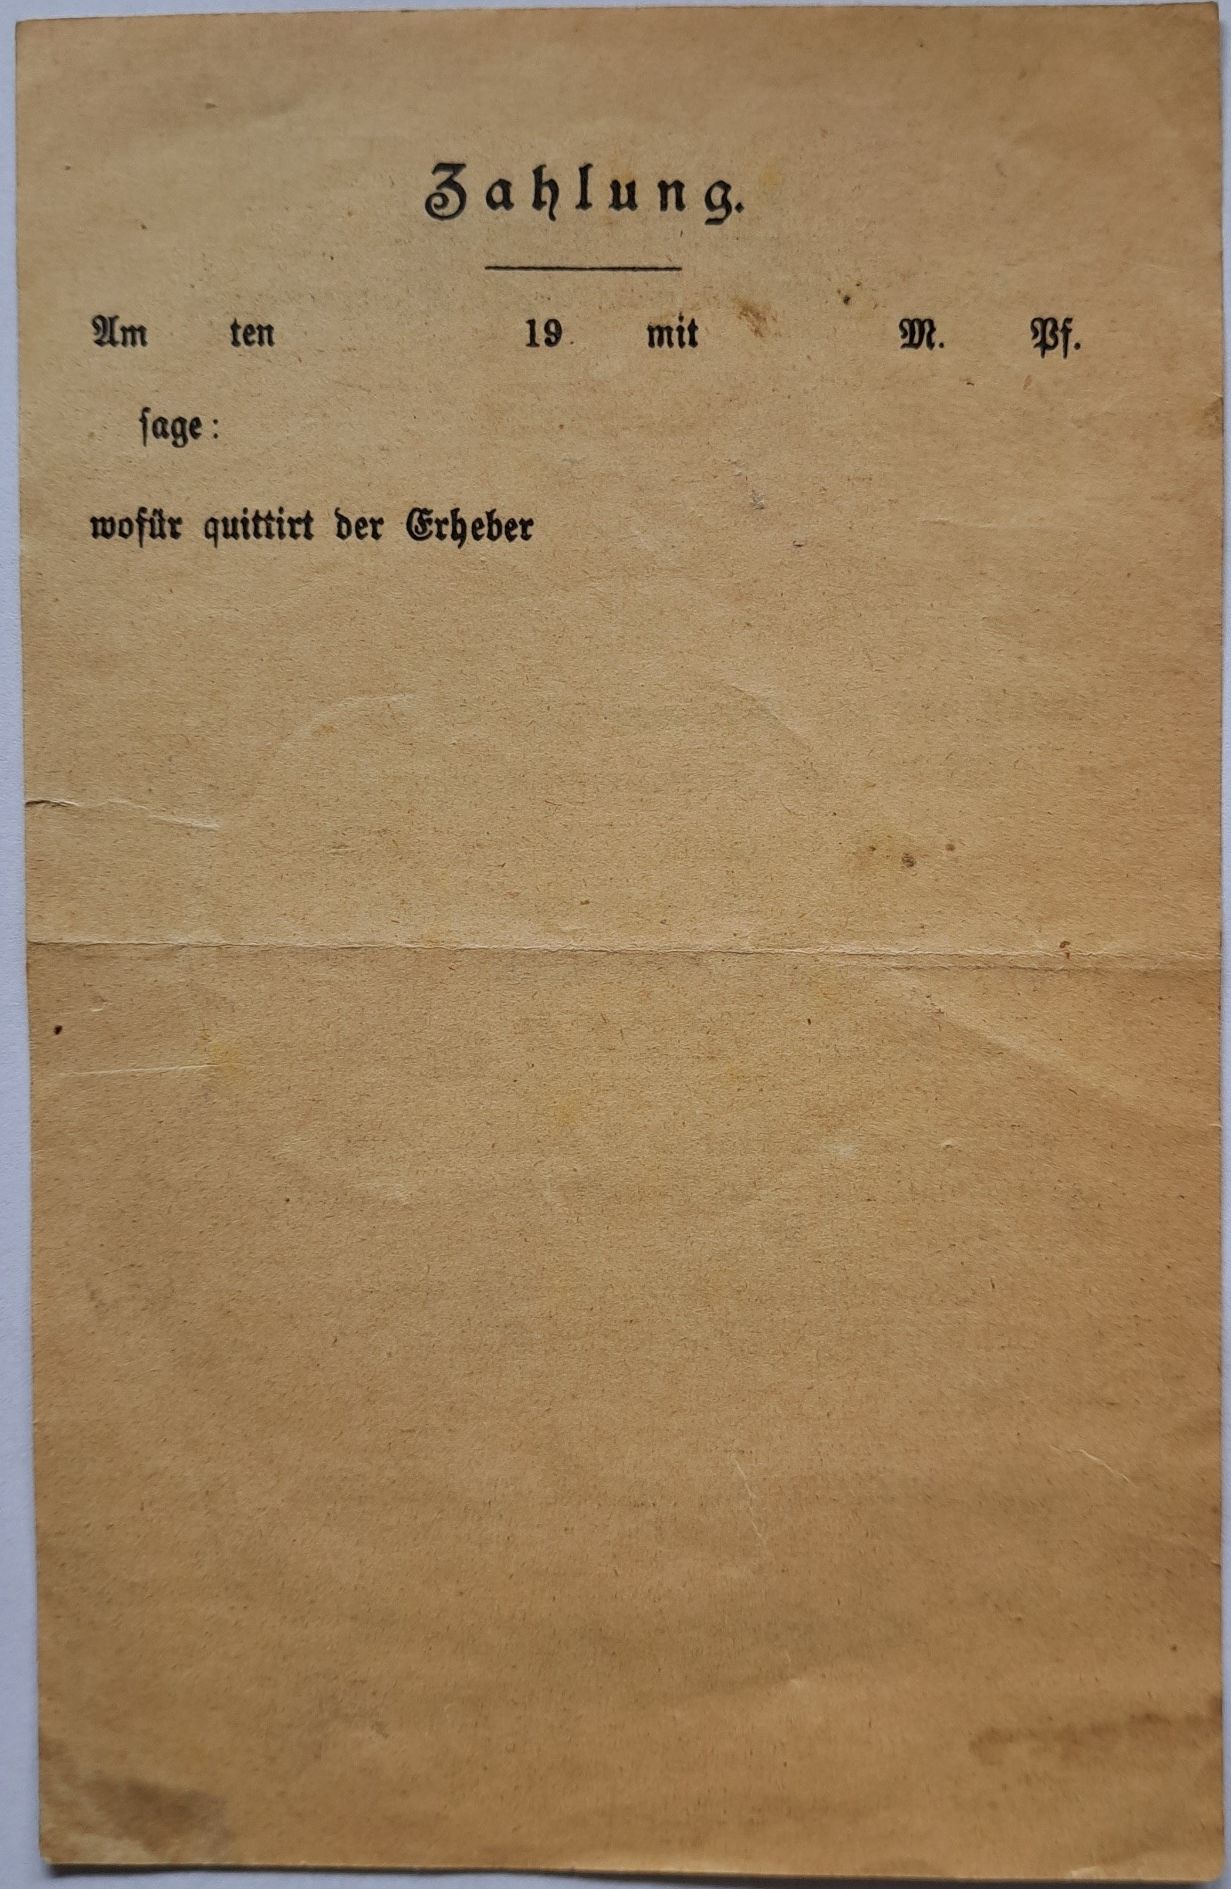 Zahlung.
Am ten 19 mit M. Pf.
sage:
wofür quittirt der Erheber